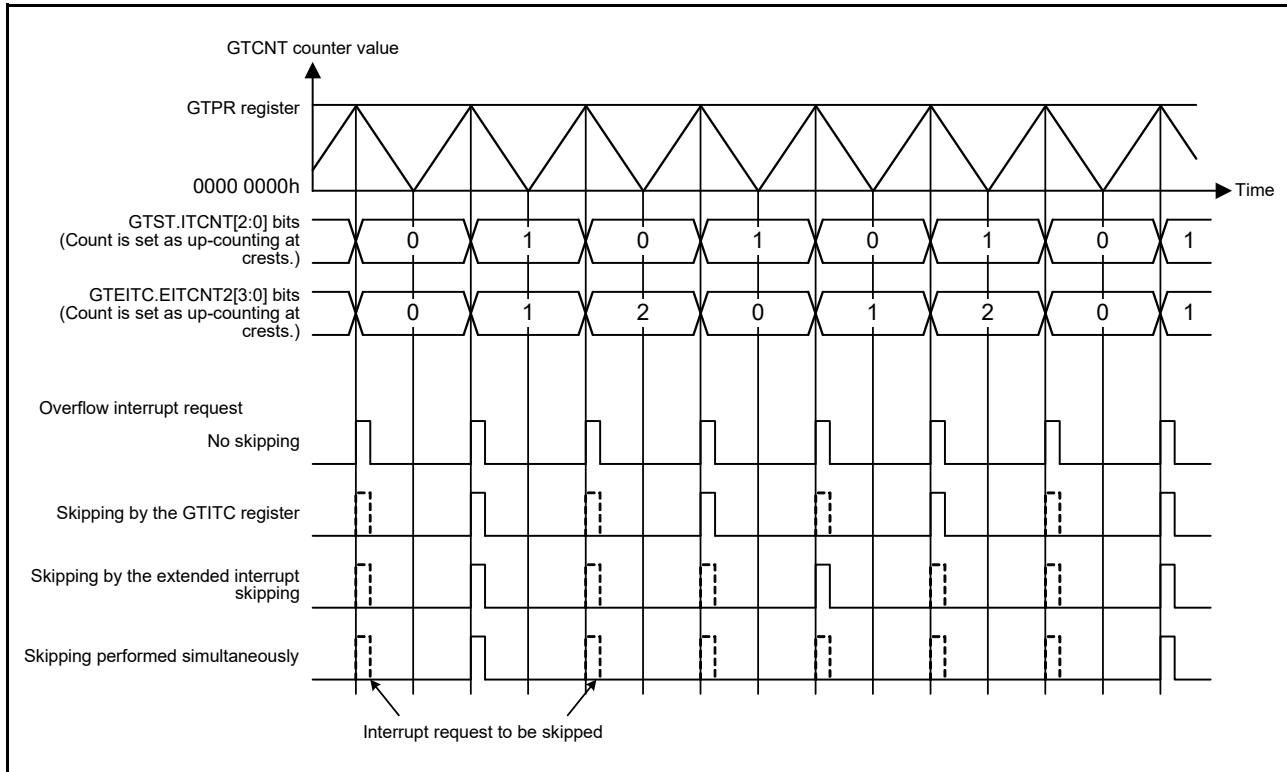 GTCNT counter value
GTPR register
0000 0000h
Time
GTST.ITCNT[2:0] bits
(Count is set as up-counting at
crests.)
0 1 0 1 0 1 0 1
GTEITC.EITCNT2[3:0] bits
(Count is set as up-counting at
crests.)
0 1 2 0 1 2 0 1
Overflow interrupt request
No skipping
Skipping by the GTITC register
Skipping by the extended interrupt
skipping
Skipping performed simultaneously
Interrupt request to be skipped